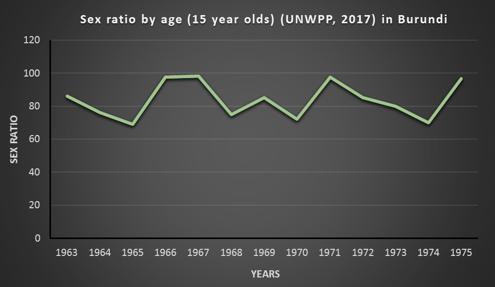 Sex ratio by age (15 year olds) (UNWPP, 2017) in Burundi
120
100
80
60
40
20
0
SEX RATIO
1963 1964 1965 1966 1967 1968 1969 1970 1971 1972 1973 1974 1975
YEARS